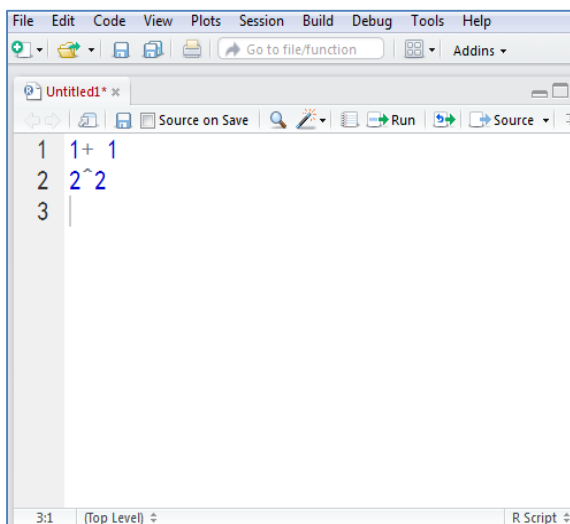 File Edit Code View Plots Session Build Debug Tools Help
Go to file/function Addins
Untitled1*
Source on Save Run Source
1 1+ 1
2 2^2
3
3:1 (Top Level) R Script